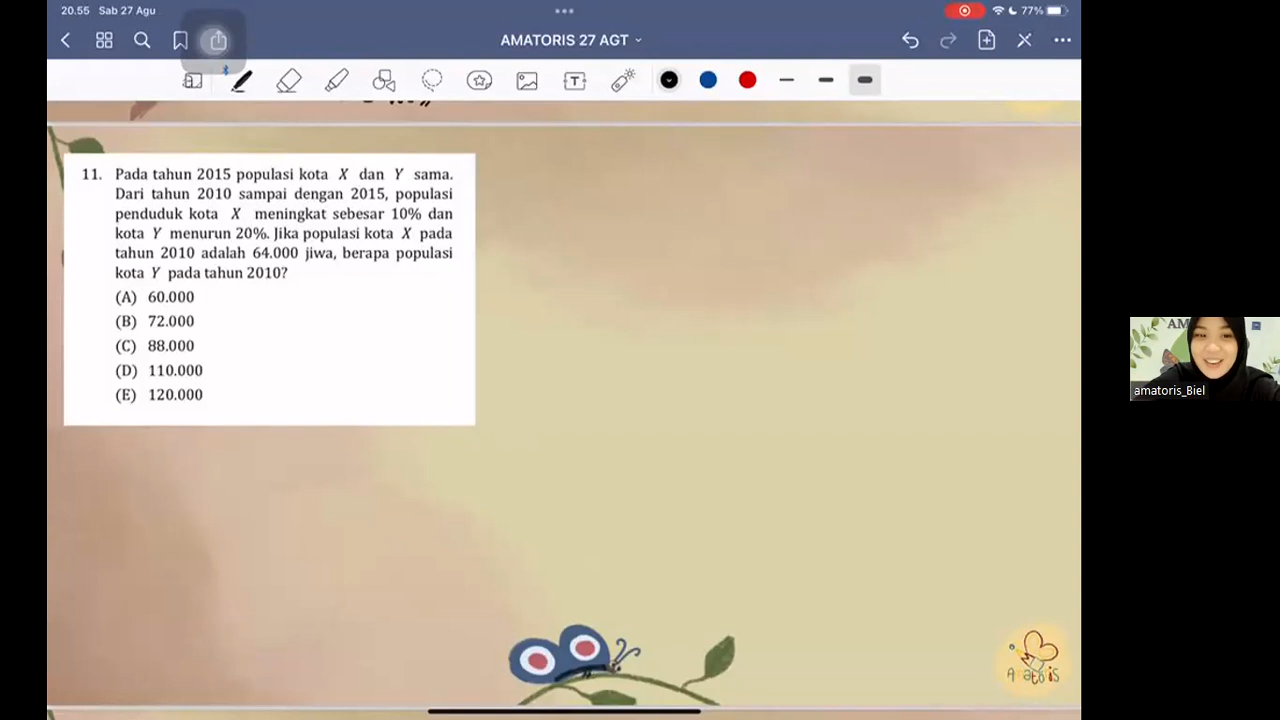 20.55 Sab 27 Agu
77%
AMATORIS 27 AGT
T
11. Pada tahun 2015 populasi kota X dan Y sama.
Dari tahun 2010 sampai dengan 2015, populasi
penduduk kota X meningkat sebesar 10% dan
kota Y menurun 20%. Jika populasi kota X pada
tahun 2010 adalah 64.000 jiwa, berapa populasi
kota Y pada tahun 2010?
(A) 60.000
(B) 72.000
(C) 88.000
(D) 110.000
(E) 120.000
AM
amatoris_Biel
Amatoris